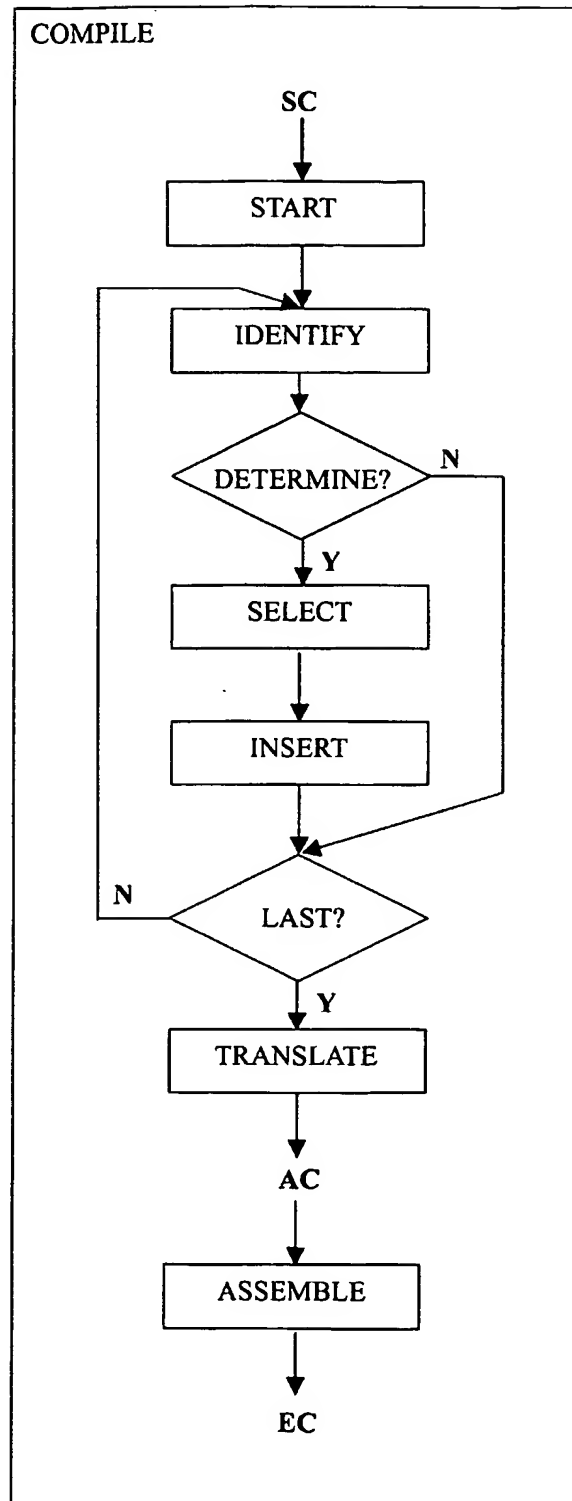 COMPILE
SC
START
IDENTIFY
DETERMINE?
N
Y
SELECT
INSERT
N
LAST?
Y
TRANSLATE
AC
ASSEMBLE
EC